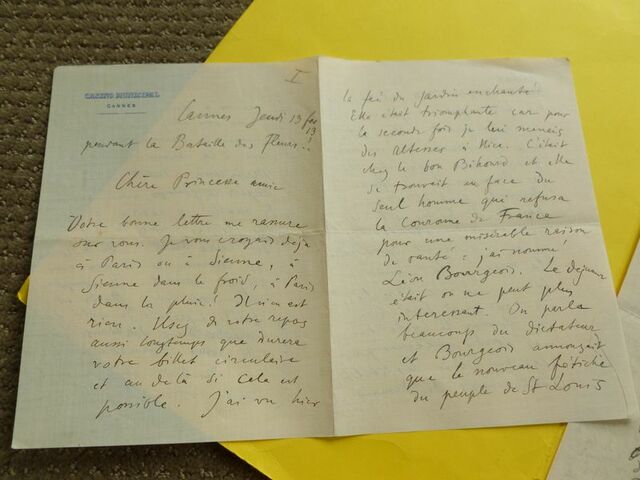 I
CASINO MUNICIPAL
CANNES
Cannes Jeudi 13 fev
13
pendant la Bataille des Fleurs !!
Chère Princesse amie
Votre bonne lettre me rassure
sur vous. Je vous croyais déjà
à Paris ou à Sienne, à
Sienne dans le froid, à Paris
dans la pluie ! Il n'en est
rien. Usez de votre repos
aussi longtemps que durera
votre billet circulaire
et au delà si cela est
possible. J'ai vu hier
la fée du jardin enchanté !
Elle était triomphante car pour
la seconde fois je lui menais
des altesses à Nice. C'était
chez le bon Bihourd et elle
se trouvait en face du
seul homme qui refusa
la Couronne de France
pour une misérable raison
de santé : j'ai nommé,
Léon Bourgeois. Le déjeuner
était on ne peut plus
interessant. On parla
beaucoup du dictateur
et Bourgeois annonçait
que le nouveau fétiche
du peuple de St Louis